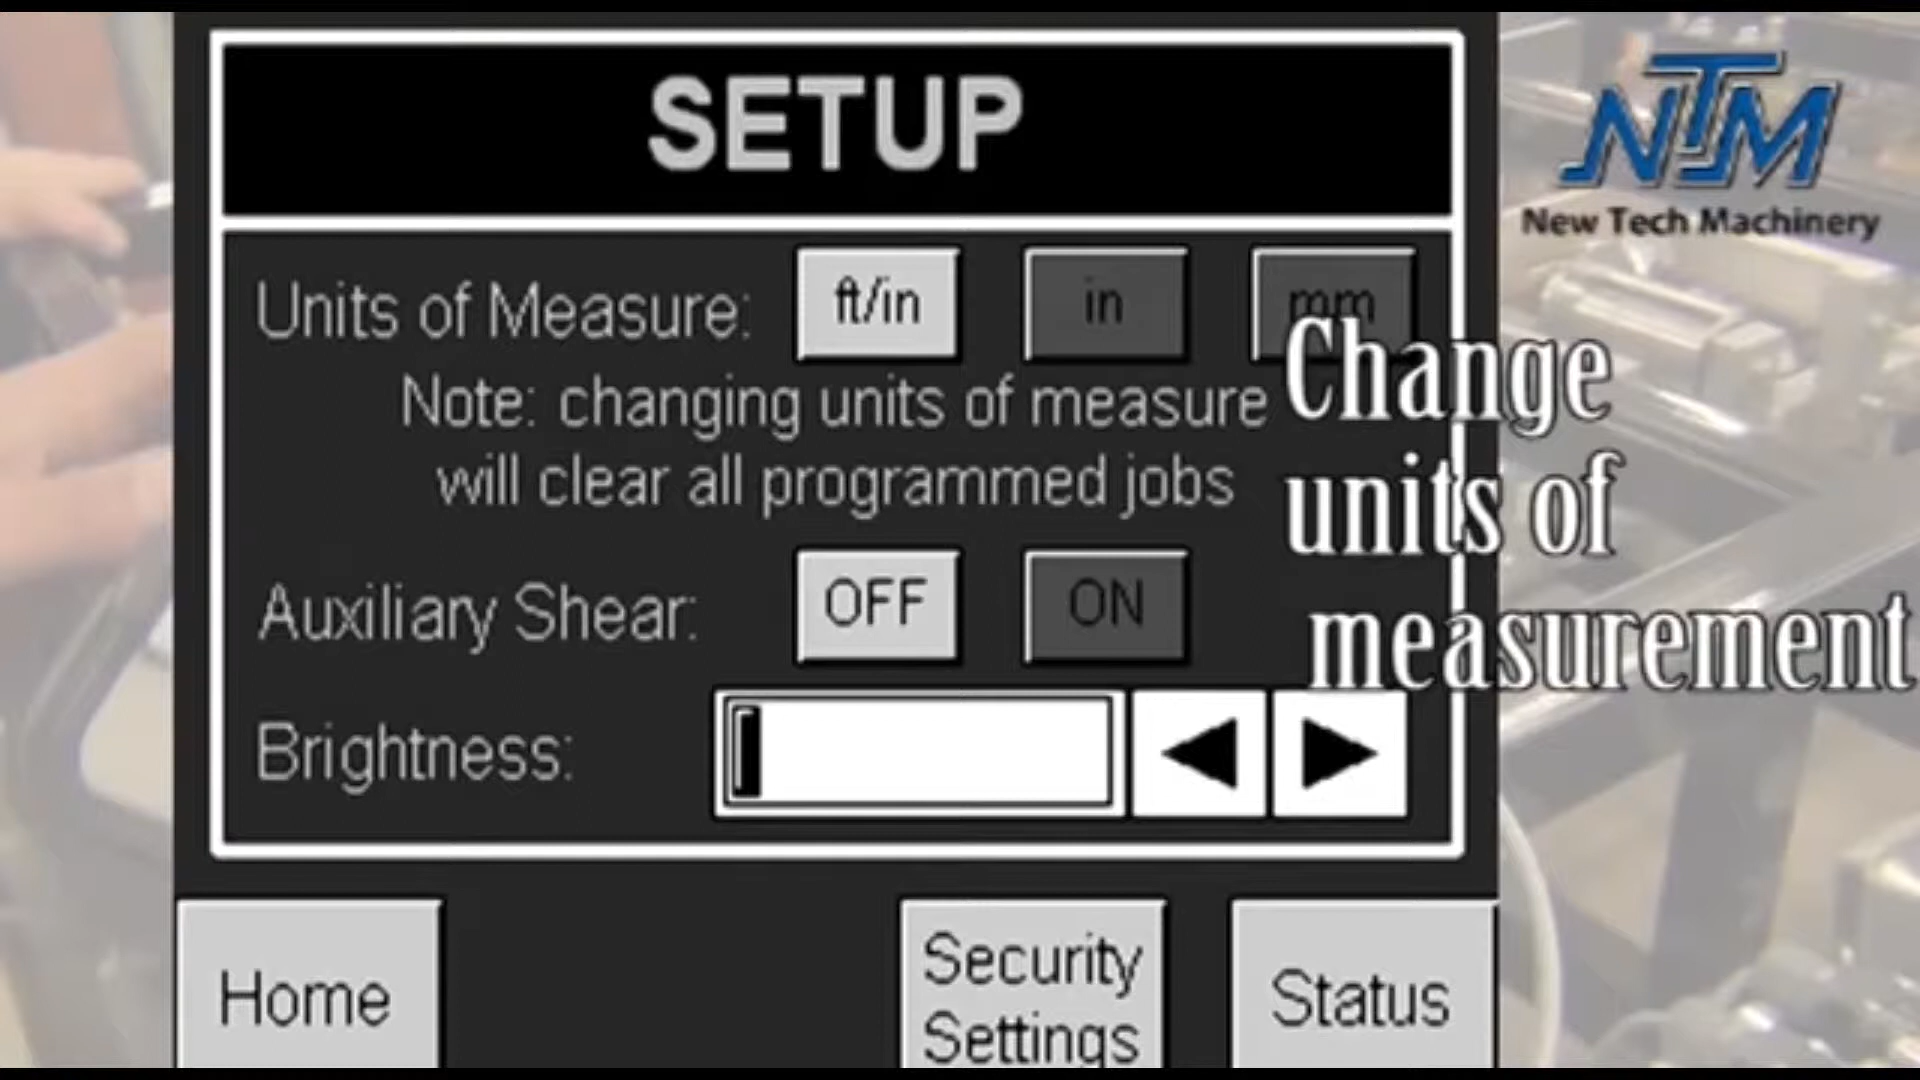 SETUP
NTM
New Tech Machinery
Units of Measure: ft/in in mm
Note: changing units of measure
will clear all programmed jobs
Change
units of
measurement
Auxiliary Shear: OFF ON
Brightness:
Home
Security
Settings
Status